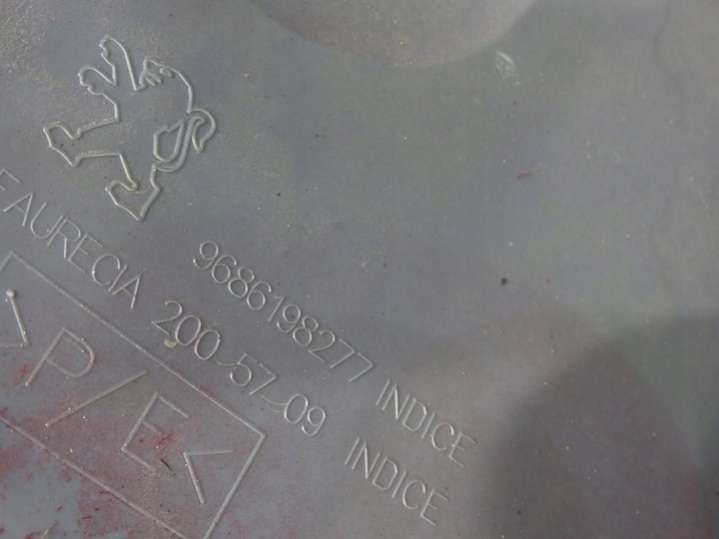 9686198277 INDICE
FAURECIA 200-57-09 INDICE
>P/E<